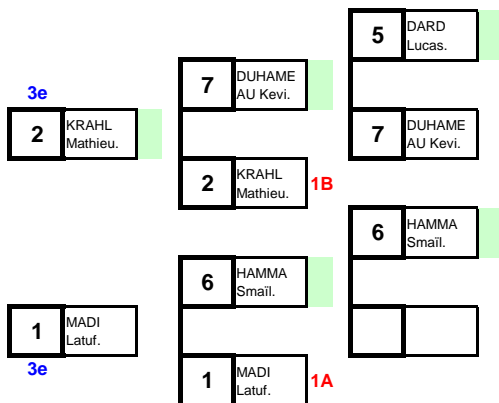 5 DARD
Lucas.
7 DUHAME
AU Kevi.
3e
2 KRAHL
Mathieu.
7 DUHAME
AU Kevi.
2 KRAHL
Mathieu. 1B
6 HAMMA
Smaïl.
6 HAMMA
Smaïl.
1 MADI
Latuf.
3e
1 MADI
Latuf. 1A